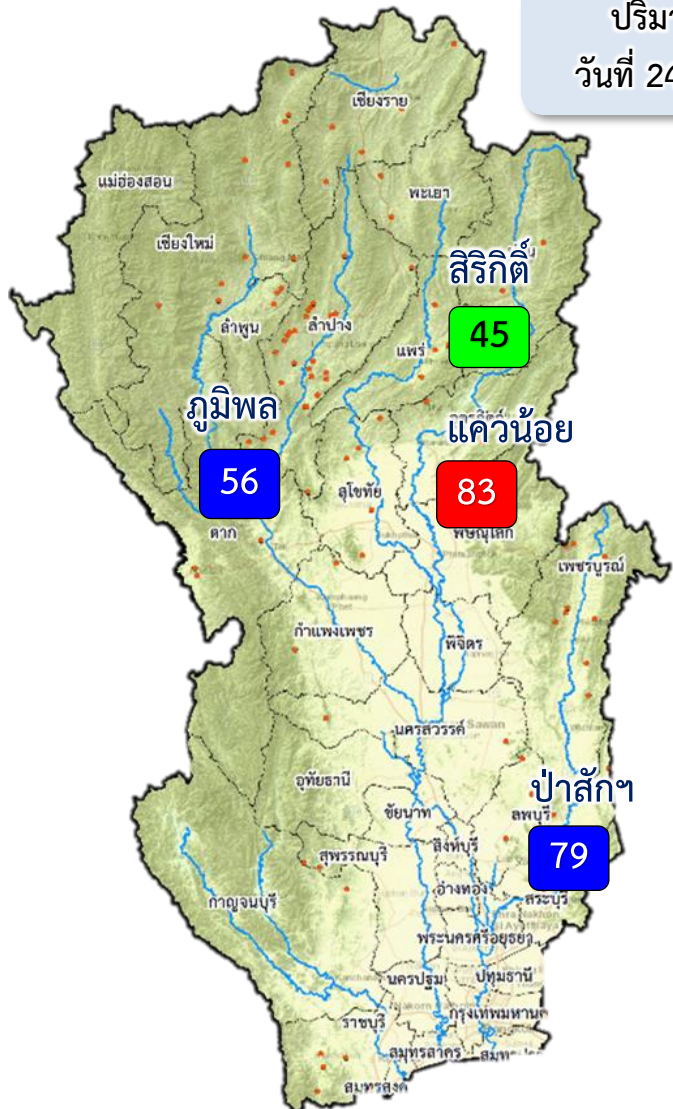 ปริมา
วันที่ 24
เชียงราย
แม่ฮ่องสอน
พะเยา
เชียงใหม่
สิริกิติ์
45
ลำพูน
ลำปาง
แพร่
ภูมิพล
56
แควน้อย
83
สุโขทัย
ตาก
พิษณุโลก
เพชรบูรณ์
กำแพงเพชร
พิจิตร
นครสวรรค์
Sawan
อุทัยธานี
ป่าสักฯ
79
ชัยนาท
ลพบุรี
สิงห์บุรี
สุพรรณบุรี
อ่างทอง
สระบุรี
กาญจนบุรี
พระนครศรีอยุธยา
นครปฐม
ปทุมธานี
กรุงเทพมหานค
ราชบุรี
สมุทรสาคร
สมุทรสงค